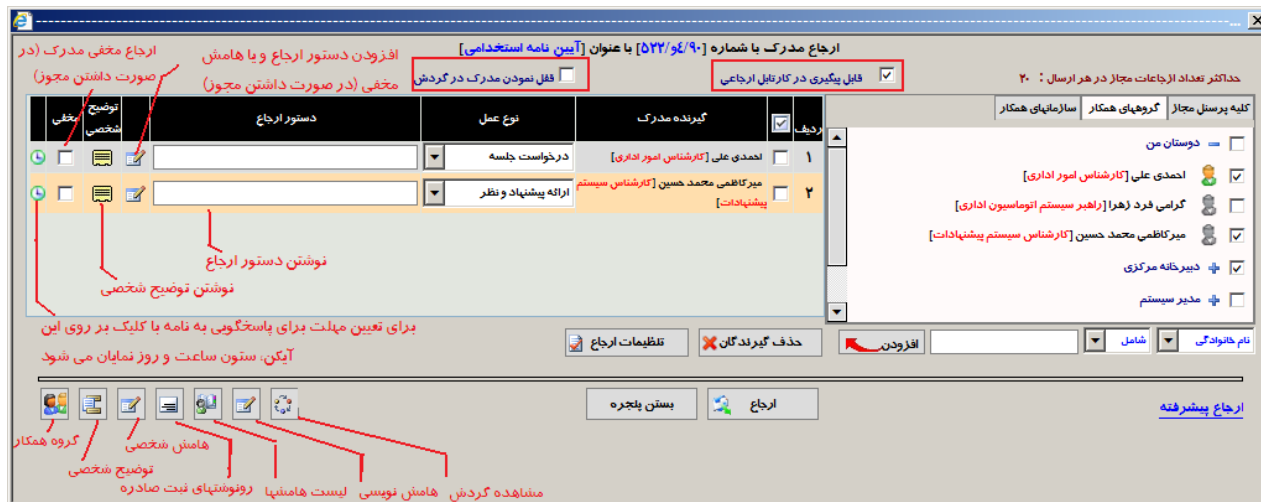 ارجاع مدرک با شماره [۵۲۲/و٤/۹۰] با عنوان [آیین نامه استخدامی]
قابل پیگیری در کارتابل ارجاعی
قفل نمودن مدرک در گردش
حداکثر تعداد ارجاعات مجاز در هر ارسال : ۲۰
افزودن دستور ارجاع و یا هامش
مخفی (در صورت داشتن مجوز)
ارجاع مخفی مدرک (در
صورت داشتن مجوز)
کلیه پرسنل مجاز
گروههای همکار
سازمانهای همکار
دوستان من
احمدی علی [کارشناس امور اداری]
گرامی فرد زهرا [راهبر سیستم اتوماسیون اداری]
میرکاظمی محمد حسین [کارشناس سیستم پیشنهادات]
دبیرخانه مرکزی
مدیر سیستم
ردیف
گیرنده مدرک
نوع عمل
دستور ارجاع
توضیح شخصی
مخفی
۱
احمدی علی [کارشناس امور اداری]
درخواست جلسه
۲
میرکاظمی محمد حسین [کارشناس سیستم
پیشنهادات]
ارائه پیشنهاد و نظر
نوشتن دستور ارجاع
نوشتن توضیح شخصی
برای تعیین مهلت برای پاسخگویی به نامه با کلیک بر روی این
آیکن، ستون ساعت و روز نمایان می شود
نام خانوادگی
شامل
افزودن
حذف گیرندگان
تنظیمات ارجاع
ارجاع پیشرفته
ارجاع
بستن پنجره
مشاهده گردش
هامش نویسی
لیست هامشها
رونوشتهای ثبت صادره
هامش شخصی
توضیح شخصی
گروه همکار